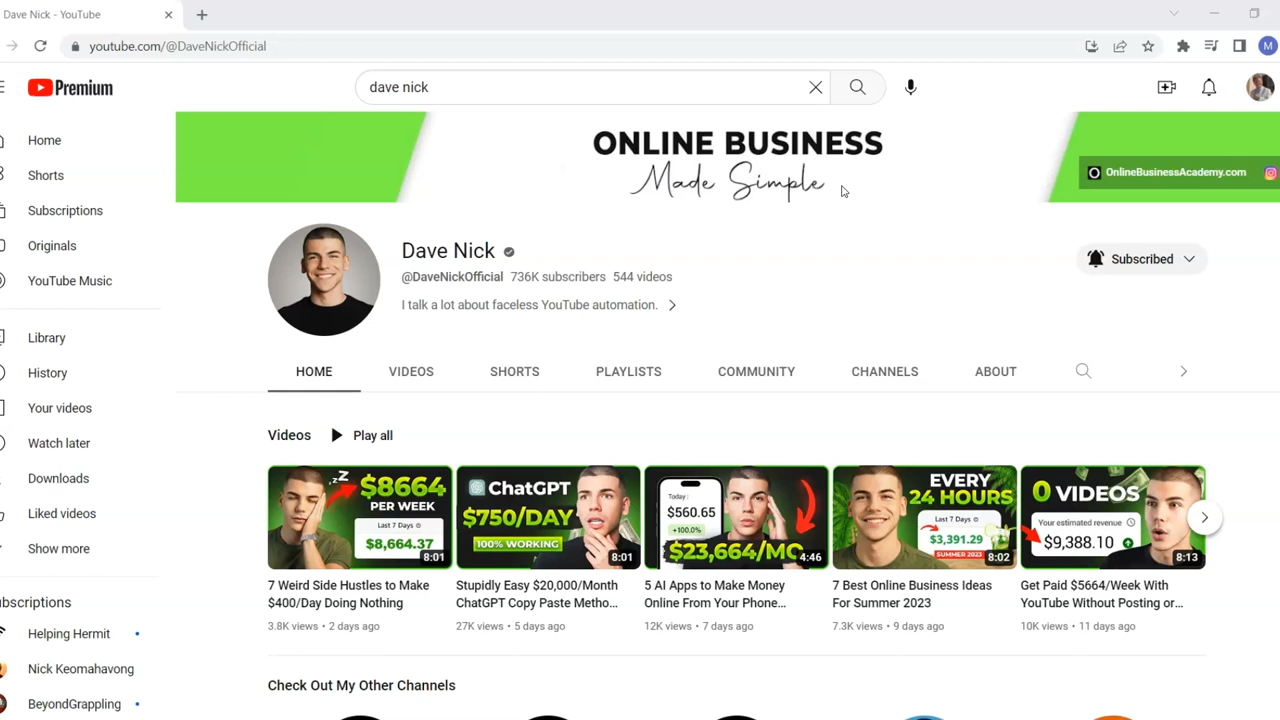 Dave Nick - YouTube
youtube.com/@DaveNickOfficial
M
Premium
dave nick
Home
Shorts
Subscriptions
Originals
YouTube Music
Library
History
Your videos
Watch later
Downloads
Liked videos
Show more
bscriptions
Helping Hermit
Nick Keomahavong
BeyondGrappling
ONLINE BUSINESS
Made Simple
OnlineBusinessAcademy.com
Dave Nick
@DaveNickOfficial 736K subscribers 544 videos
I talk a lot about faceless YouTube automation.
Subscribed
HOME VIDEOS SHORTS PLAYLISTS COMMUNITY CHANNELS ABOUT
Videos Play all
z Z
$8664
PER WEEK
Last 7 Days
$8,664.37
8:01
7 Weird Side Hustles to Make
$400/Day Doing Nothing
3.8K views • 2 days ago
ChatGPT
$750/DAY
100% WORKING
8:01
Stupidly Easy $20,000/Month
ChatGPT Copy Paste Metho...
27K views • 5 days ago
Today:
$560.65
+100.0%
$23,664/MO
4:46
5 AI Apps to Make Money
Online From Your Phone...
12K views • 7 days ago
EVERY
24 HOURS
Last 7 Days
$3,391.29
SUMMER 2023
8:02
7 Best Online Business Ideas
For Summer 2023
7.3K views • 9 days ago
0 VIDEOS
Your estimated revenue
$9,388.10
8:13
Get Paid $5664/Week With
YouTube Without Posting or...
10K views • 11 days ago
Check Out My Other Channels